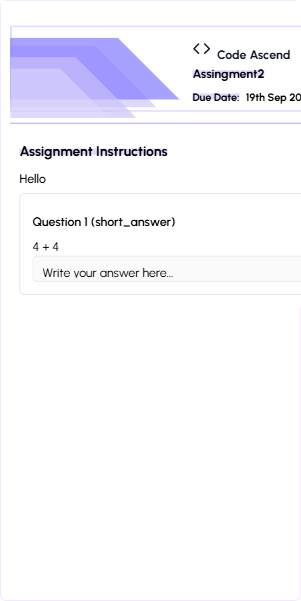 Code Ascend
Assingment2
Due Date: 19th Sep 20
Assignment Instructions
Hello
Question 1 (short_answer)
4 + 4
Write your answer here...